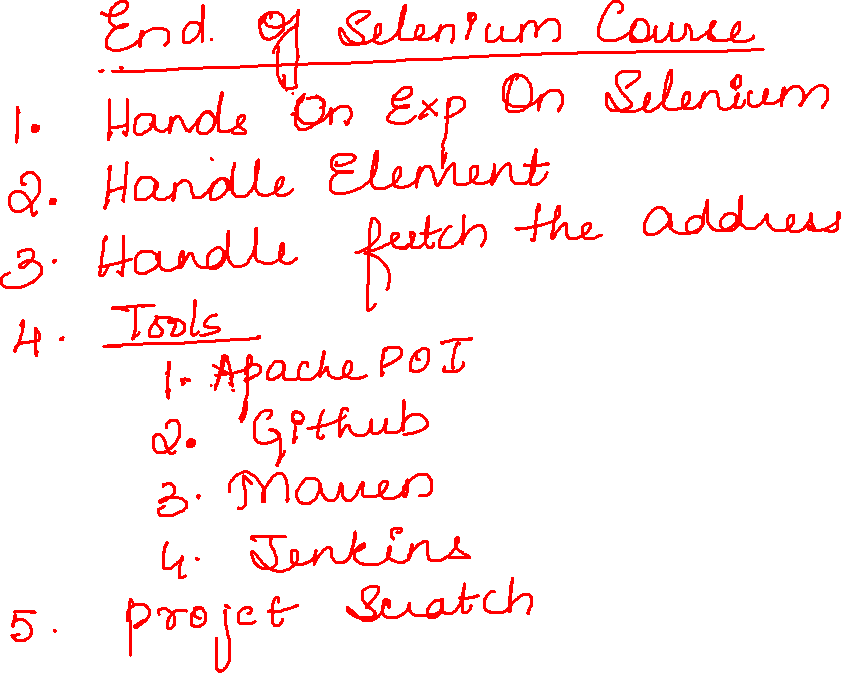 End. Of Selenium Course
1. Hands On Exp On Selenium
2. Handle Element
3. Handle fetch the address
4. Tools
1. Apache POI
2. Github
3. Maven
4. Jenkins
5. Projct Scratch